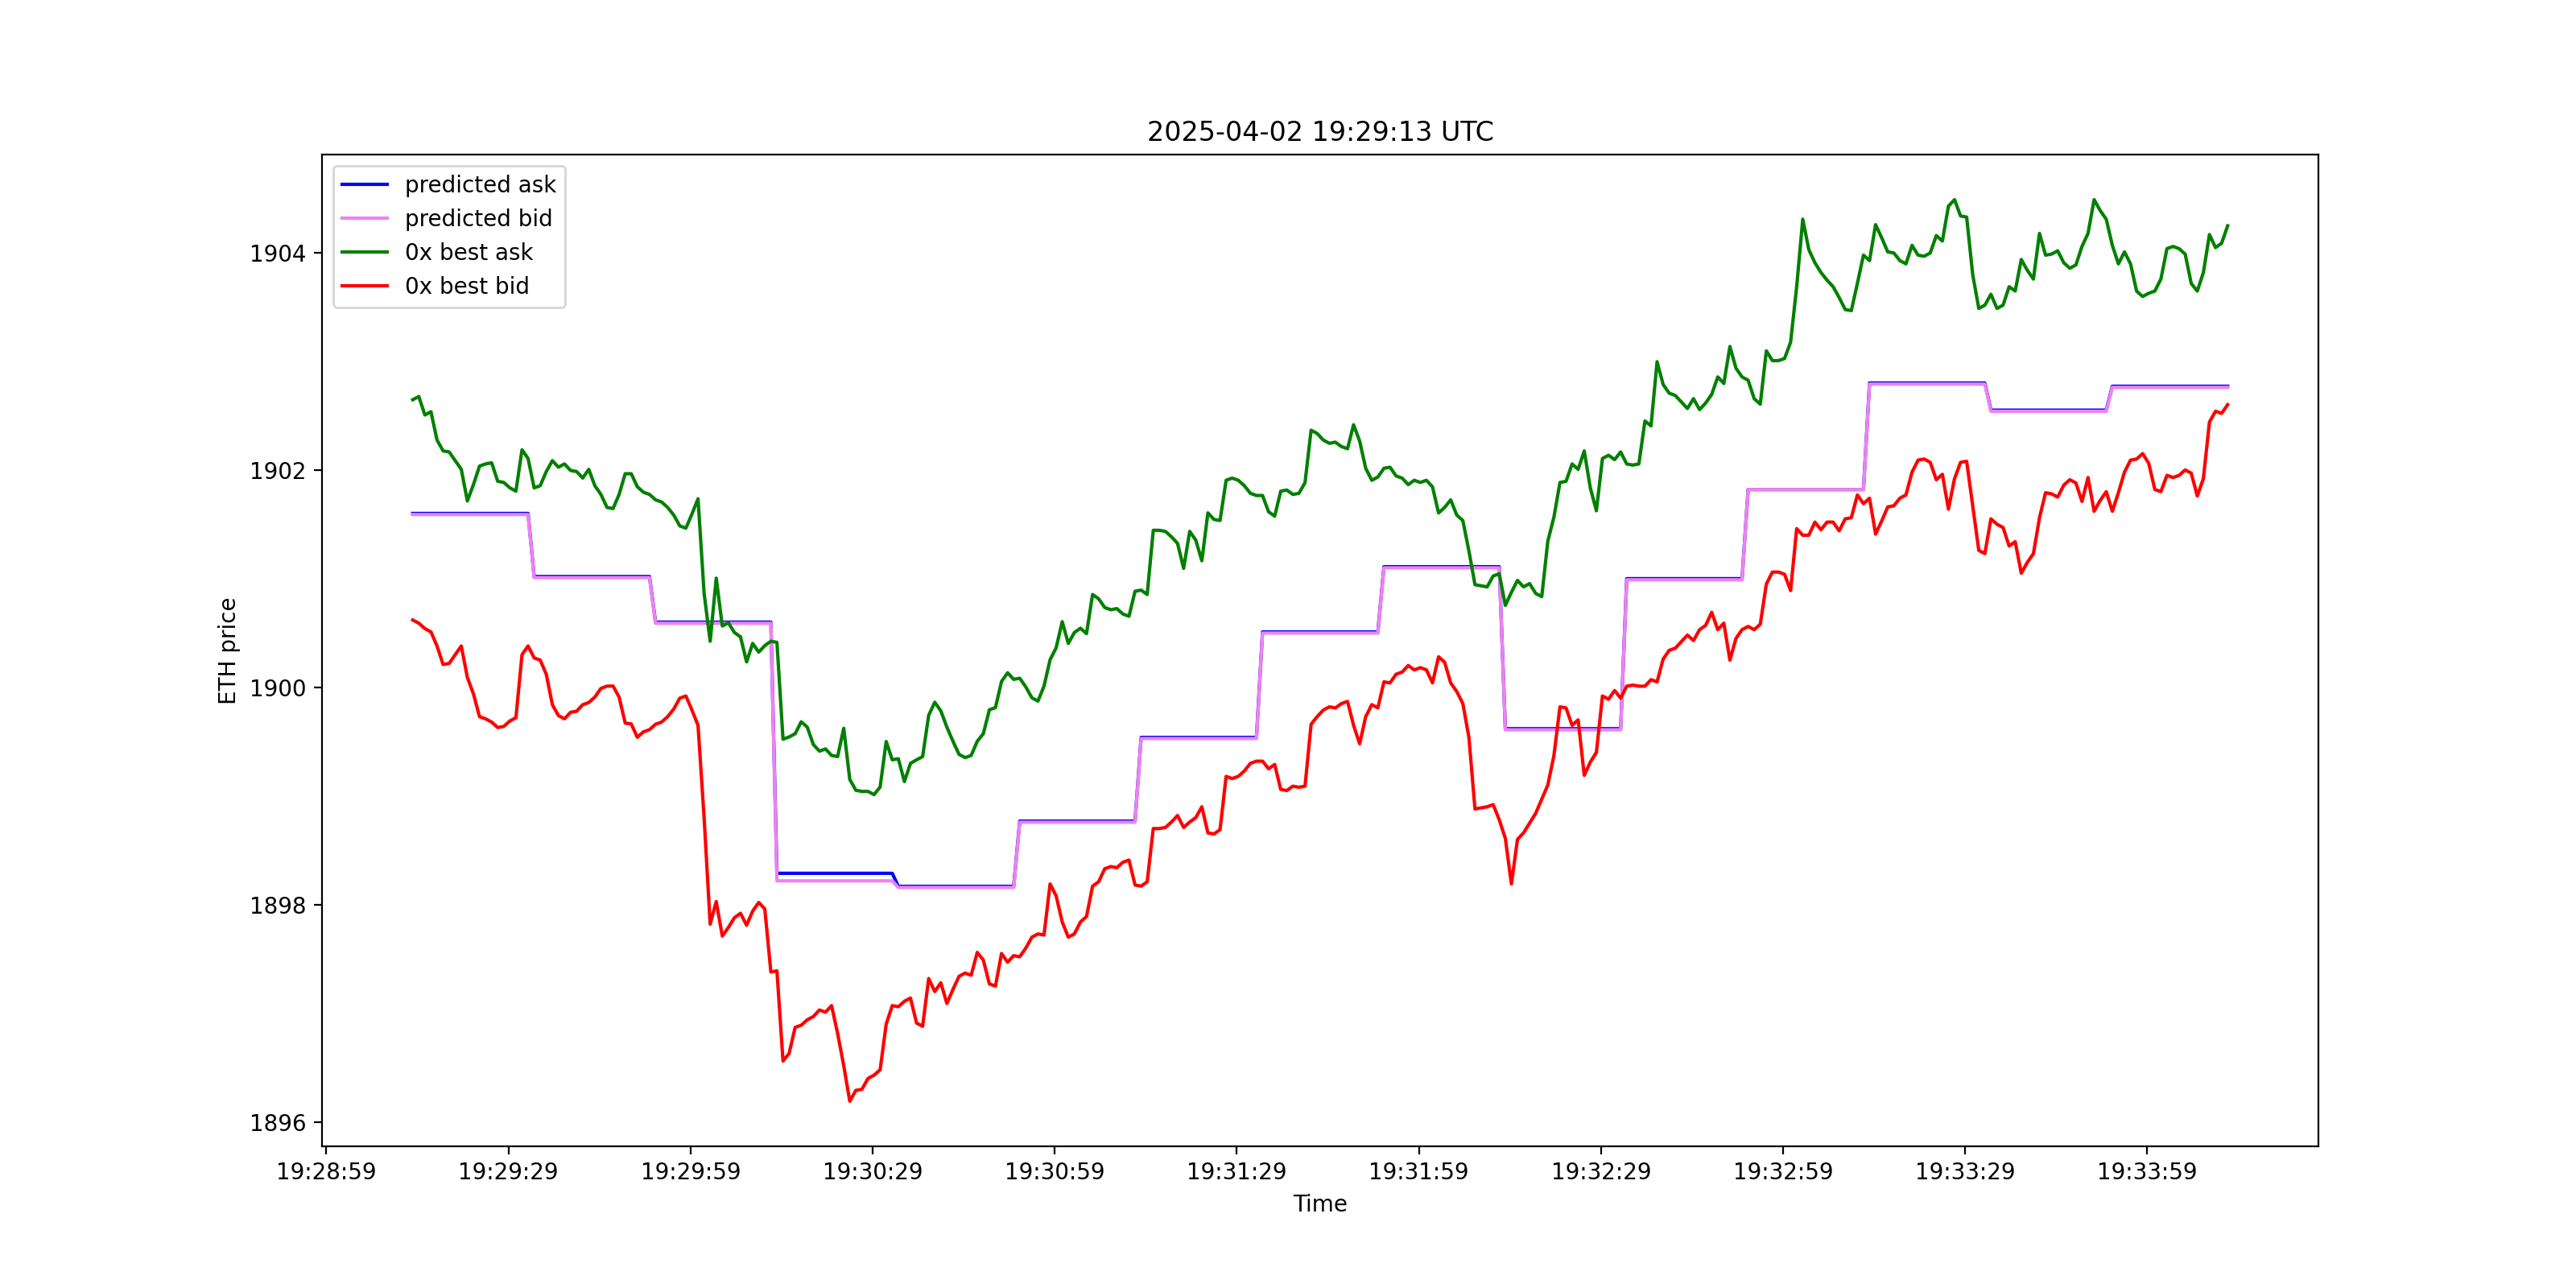 2025-04-02 19:29:13 UTC
predicted ask
predicted bid
0x best ask
0x best bid
ETH price
1904
1902
1900
1898
1896
19:28:59 19:29:29 19:29:59 19:30:29 19:30:59 19:31:29 19:31:59 19:32:29 19:32:59 19:33:29 19:33:59
Time